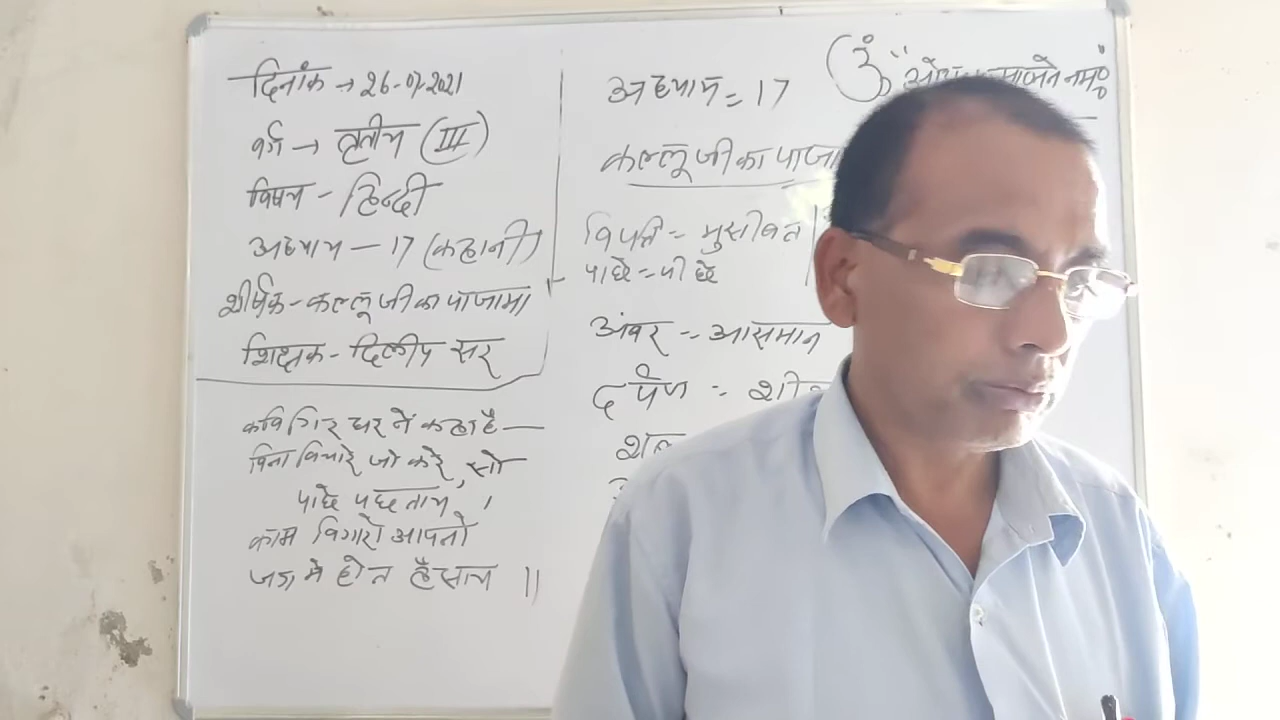 दिनांक → 26-07-2021
वर्ग → तृतीय (III)
विषय - हिन्दी
अध्याय - 17 (कहानी)
शीर्षक - कल्लू जी का पाजामा
शिक्षक - दिलीप सर
कवि गिरधर ने कहा है —
बिना विचारे जो करे, सो
पाछे पछताय,।
काम बिगारो आपनो
जग में होत हँसाय ॥
ॐ
अध्याय = 17
कल्लू जी का
विपत्ति = मुसीबत
पाछे = पीछे
अंबर = आसमान
दर्पण =